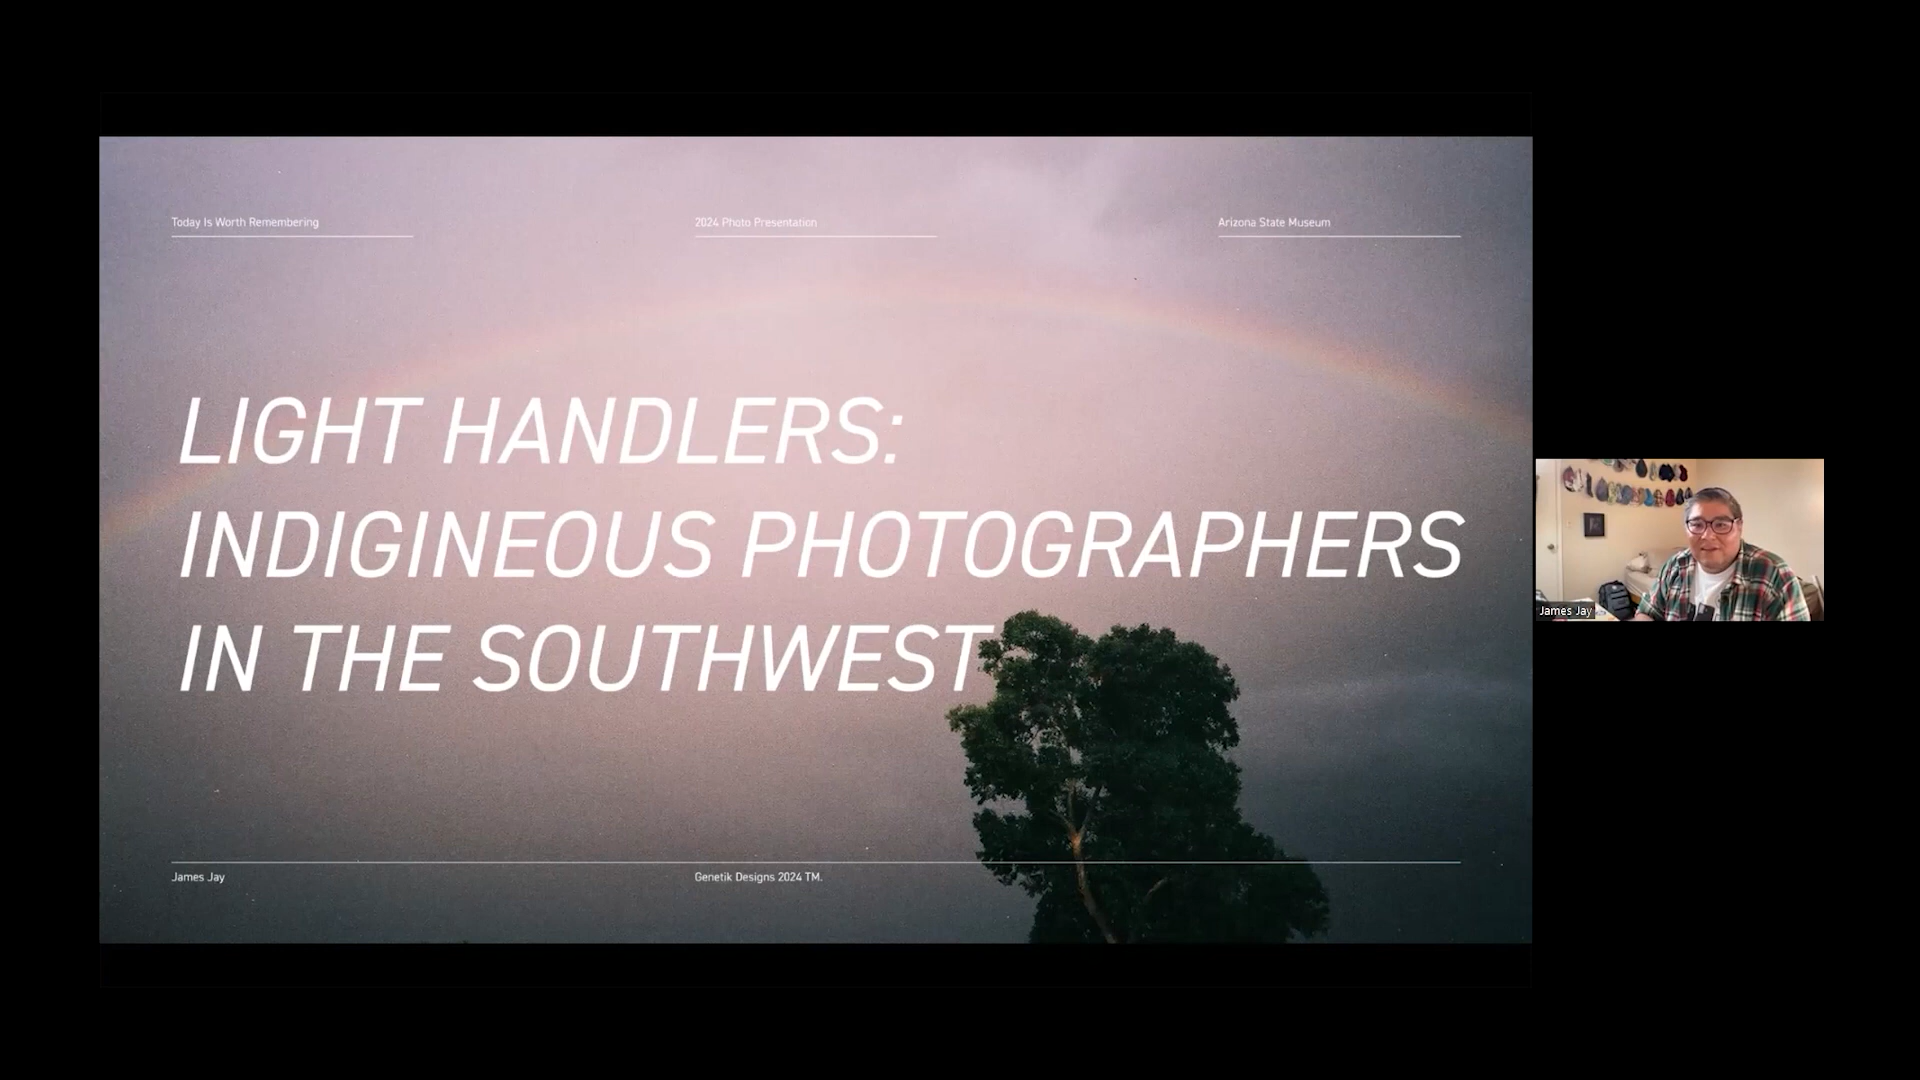 Today Is Worth Remembering
2024 Photo Presentation
Arizona State Museum
LIGHT HANDLERS:
INDIGINEOUS PHOTOGRAPHERS
IN THE SOUTHWEST
James Jay
Genetik Designs 2024 TM.
James Jay